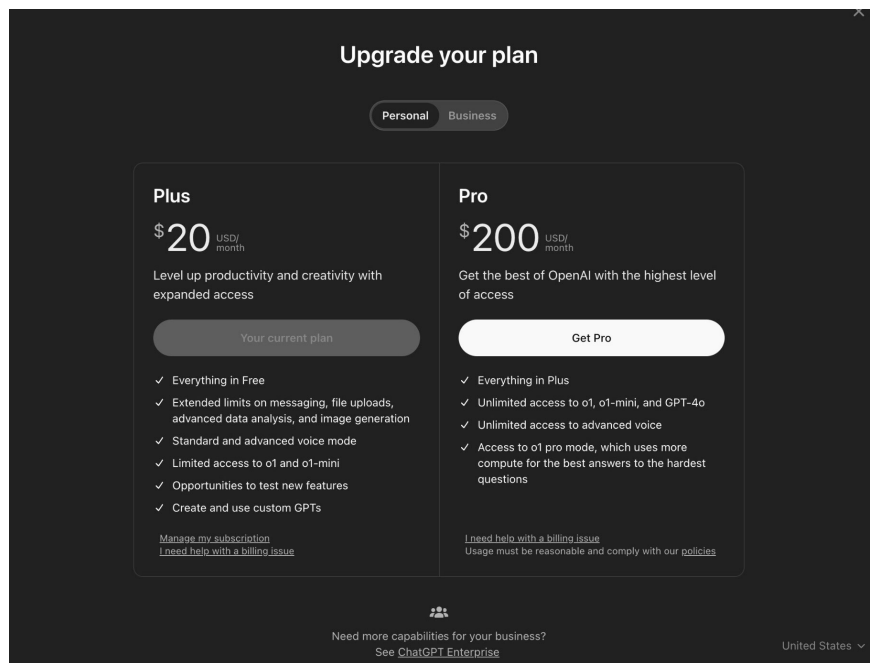 Upgrade your plan
Personal
Business
Plus
$20 USD/
month
Level up productivity and creativity with
expanded access
Your current plan
✓ Everything in Free
✓ Extended limits on messaging, file uploads,
advanced data analysis, and image generation
✓ Standard and advanced voice mode
✓ Limited access to o1 and o1-mini
✓ Opportunities to test new features
✓ Create and use custom GPTs
Manage my subscription
I need help with a billing issue
Pro
$200 USD/
month
Get the best of OpenAI with the highest level
of access
Get Pro
✓ Everything in Plus
✓ Unlimited access to o1, o1-mini, and GPT-4o
✓ Unlimited access to advanced voice
✓ Access to o1 pro mode, which uses more
compute for the best answers to the hardest
questions
I need help with a billing issue
Usage must be reasonable and comply with our policies
Need more capabilities for your business?
See ChatGPT Enterprise
United States